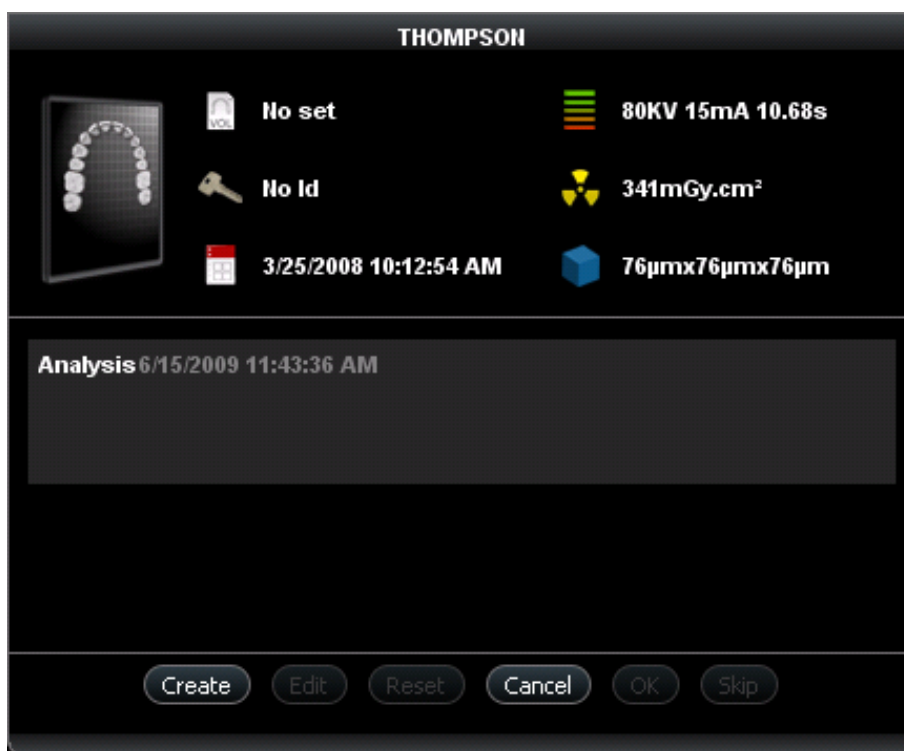 THOMPSON
VOL
No set
80KV 15mA 10.68s
No Id
341mGy.cm²
3/25/2008 10:12:54 AM
76µmx76µmx76µm
Analysis 6/15/2009 11:43:36 AM
Create
Edit
Reset
Cancel
OK
Skip